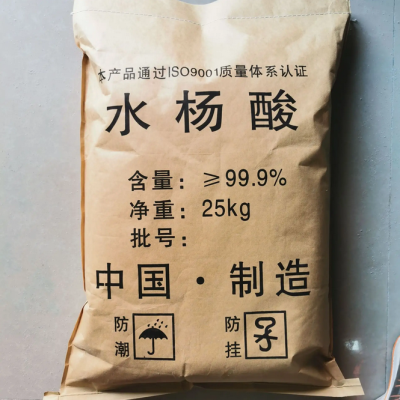 本产品通过ISO9001质量体系认证
水杨酸
含量：≥99.9%
净重：25kg
批号：
中国·制造
防潮
防挂